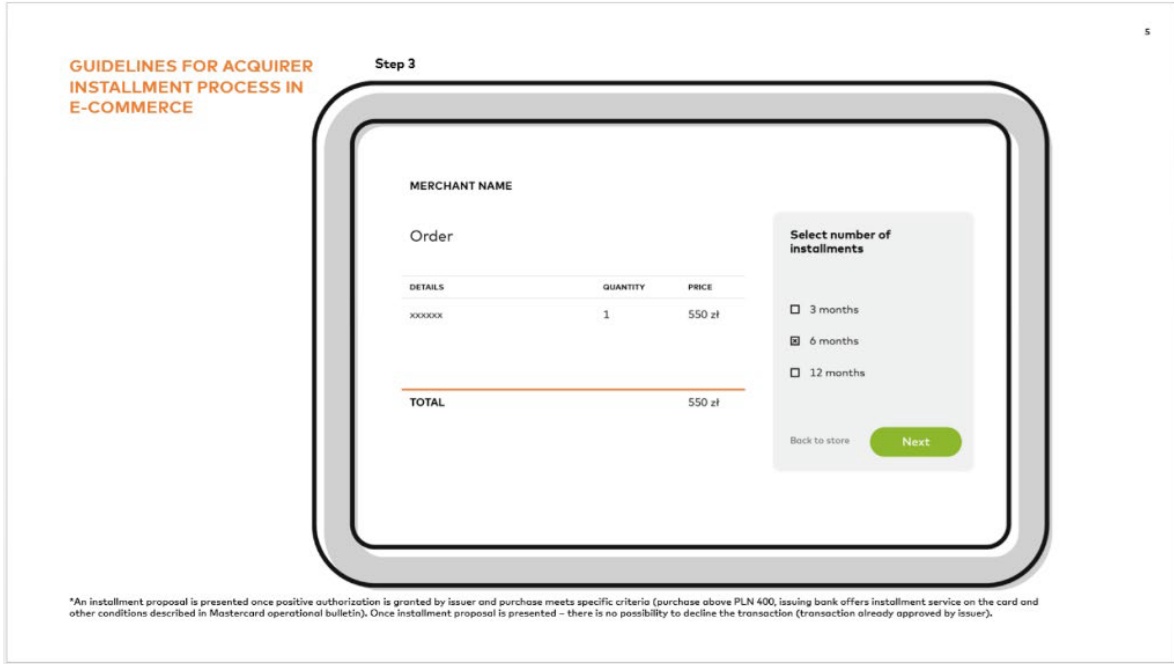 5
GUIDELINES FOR ACQUIRER
INSTALLMENT PROCESS IN
E-COMMERCE
Step 3
MERCHANT NAME
Order
DETAILS QUANTITY PRICE
xxxxxx 1 550 zł
TOTAL 550 zł
Select number of
installments
3 months
6 months
12 months
Back to store Next
*An installment proposal is presented once positive authorization is granted by issuer and purchase meets specific criteria (purchase above PLN 400, issuing bank offers installment service on the card and
other conditions described in Mastercard operational bulletin). Once installment proposal is presented – there is no possibility to decline the transaction (transaction already approved by issuer).